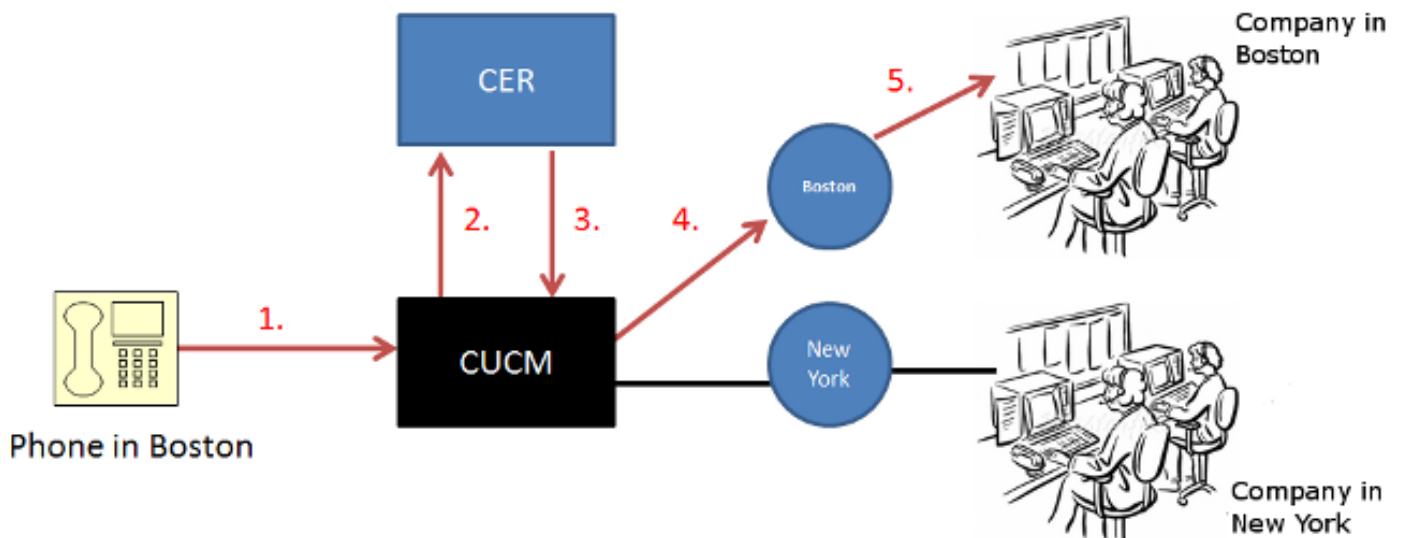 CER
Company in
Boston
5.
Boston
2.
3.
4.
1.
CUCM
New
York
Phone in Boston
Company in
New York